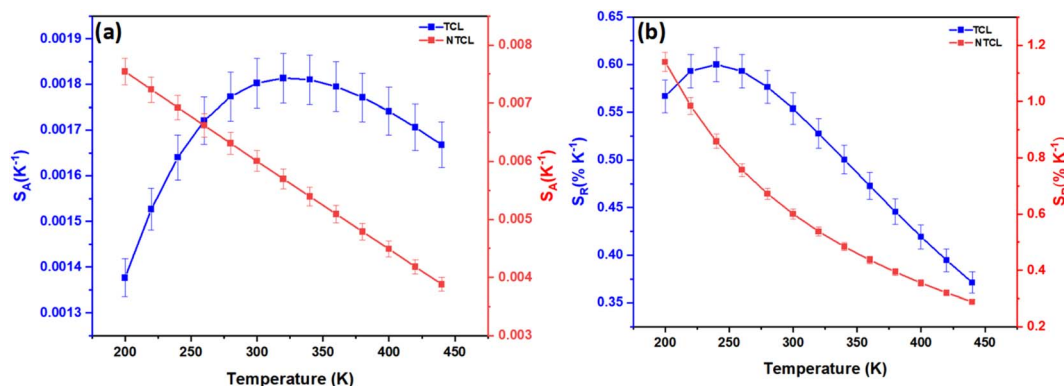 (a)
TCL
NTCL
S_A(K^-1)
0.0019
0.0018
0.0017
0.0016
0.0015
0.0014
0.0013
0.008
0.007
0.006
0.005
0.004
0.003
S_A(K^-1)
200 250 300 350 400 450
Temperature (K)
(b)
TCL
NTCL
S_R(% K^-1)
0.65
0.60
0.55
0.50
0.45
0.40
0.35
1.2
1.0
0.8
0.6
0.4
0.2
(% K^-1)
200 250 300 350 400 450
Temperature (K)